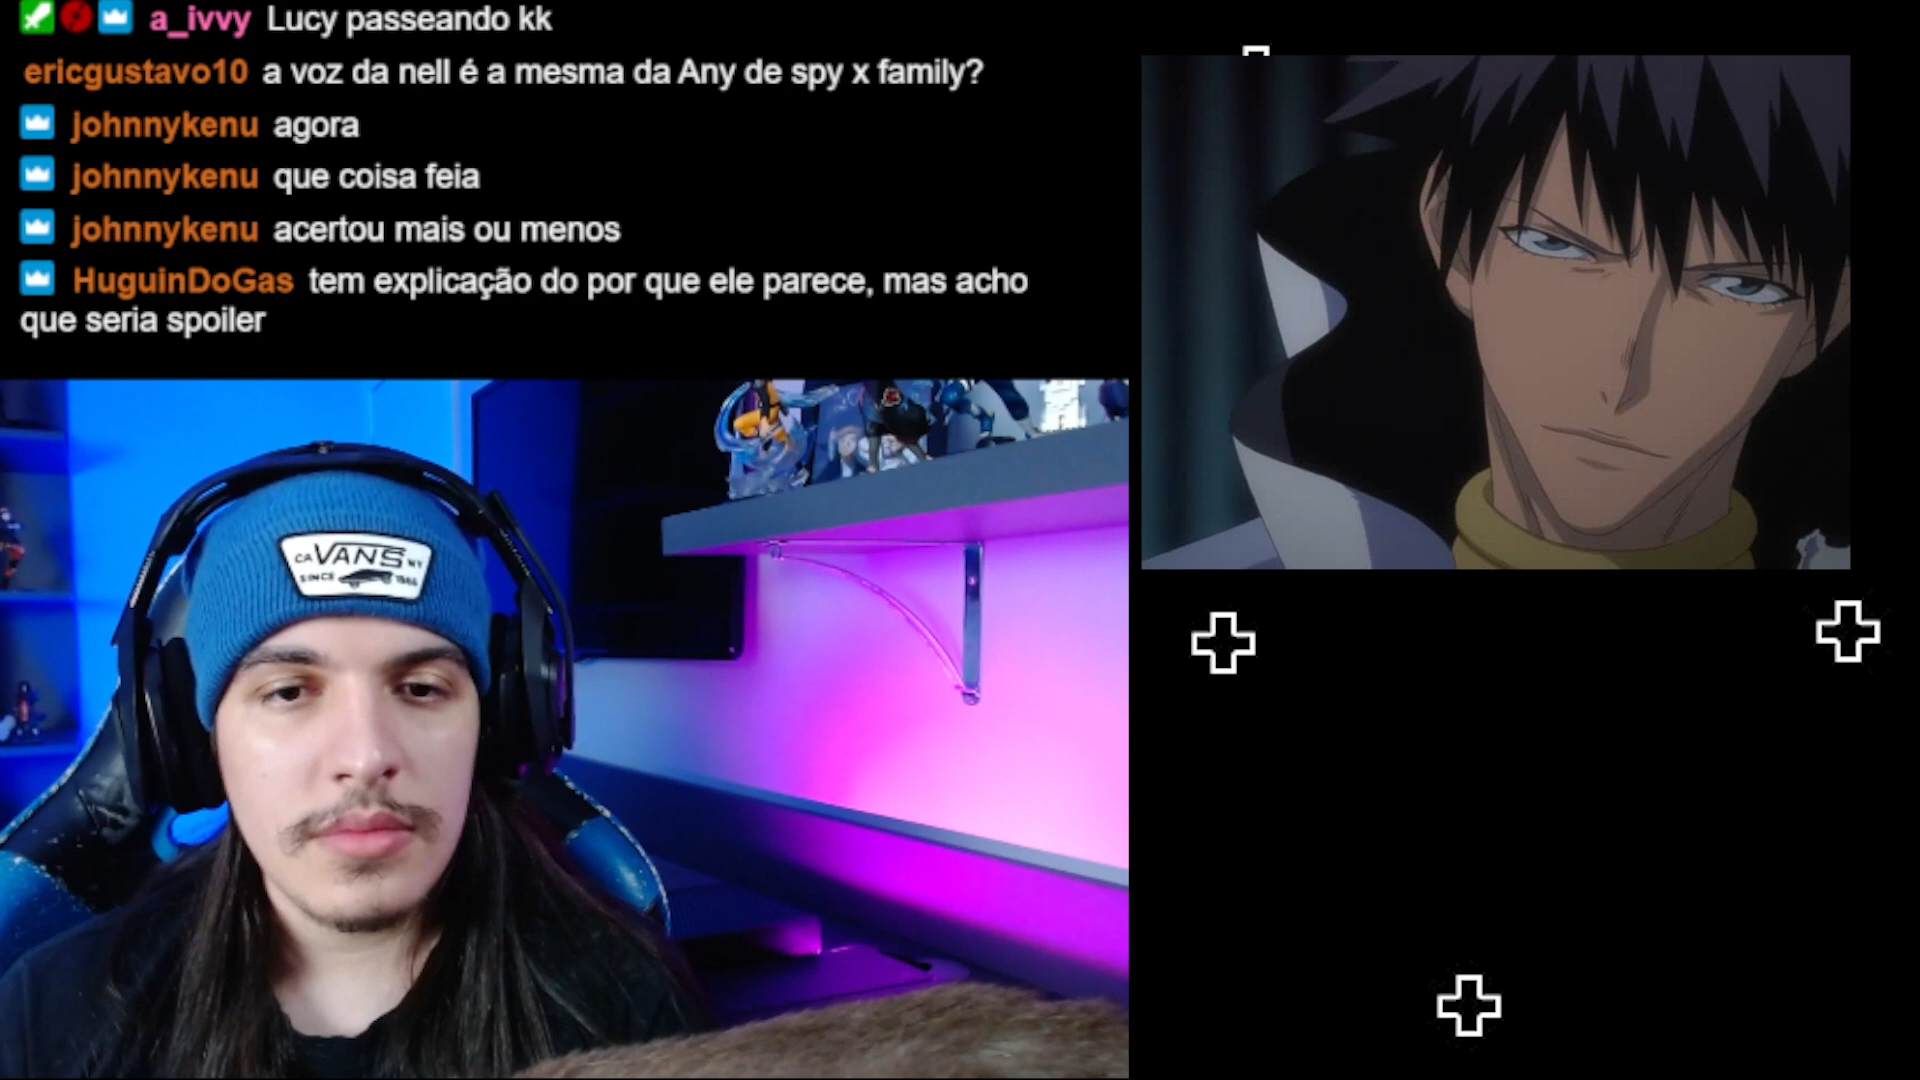 a_ivvy Lucy passeando kk
ericgustavo10 a voz da nell é a mesma da Any de spy x family?
johnnykenu agora
johnnykenu que coisa feia
johnnykenu acertou mais ou menos
HuguinDoGas tem explicação do por que ele parece, mas acho
que seria spoiler
CA VANS NY
SINCE 1966